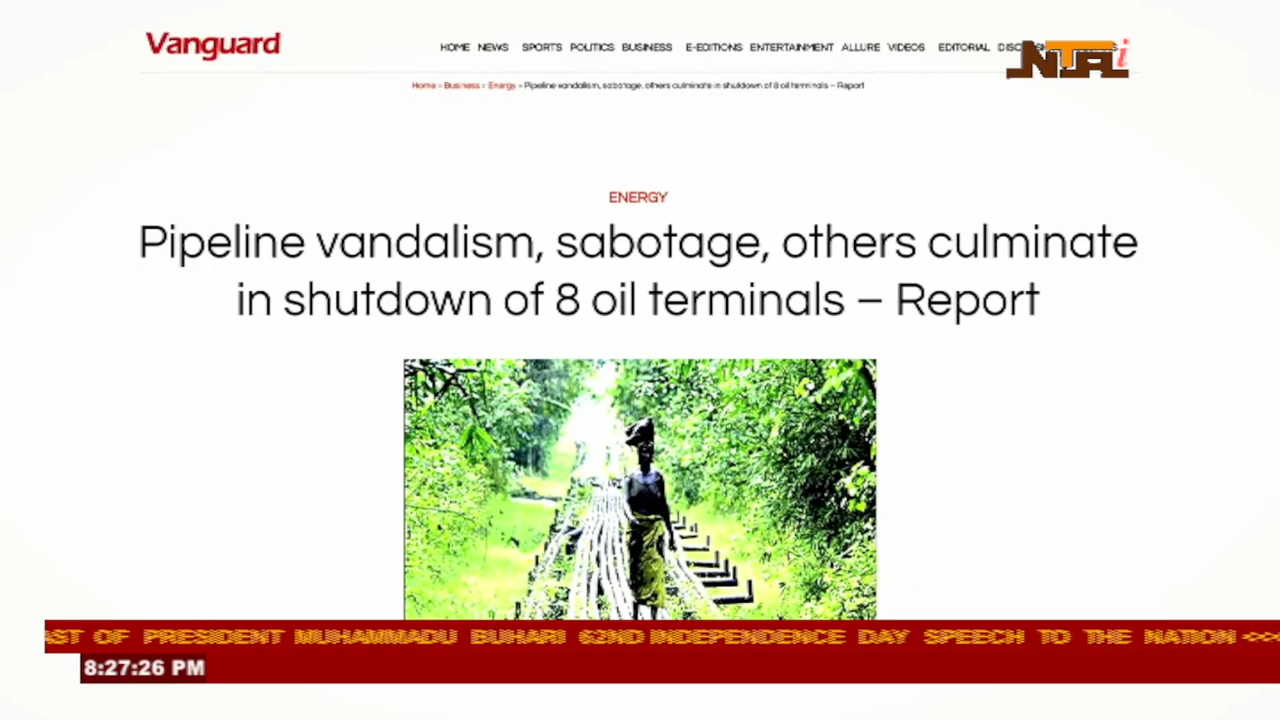 Vanguard
HOME NEWS SPORTS POLITICS BUSINESS E-EDITIONS ENTERTAINMENT ALLURE VIDEOS EDITORIAL
NTAi
Home » Business » Energy » Pipeline vandalism, sabotage, others culminate in shutdown of 8 oil terminals – Report
ENERGY
Pipeline vandalism, sabotage, others culminate
in shutdown of 8 oil terminals – Report
OF PRESIDENT MUHAMMADU BUHARI 62ND INDEPENDENCE DAY SPEECH TO THE NATION <<
8:27:26 PM